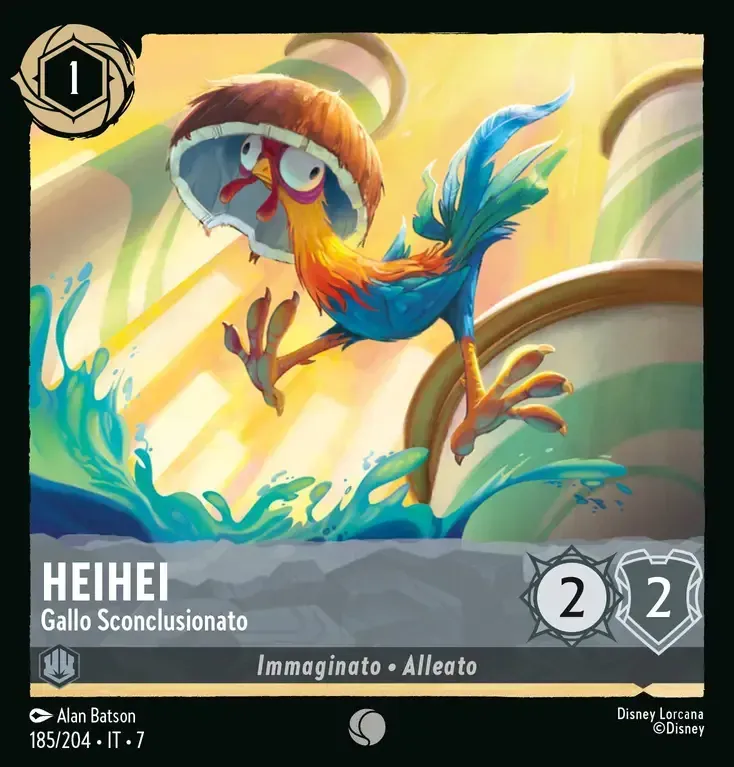 1
HEIHEI
Gallo Sconclusionato
2 2
Immaginato • Alleato
Alan Batson
185/204 • IT • 7
Disney Lorcana
©Disney